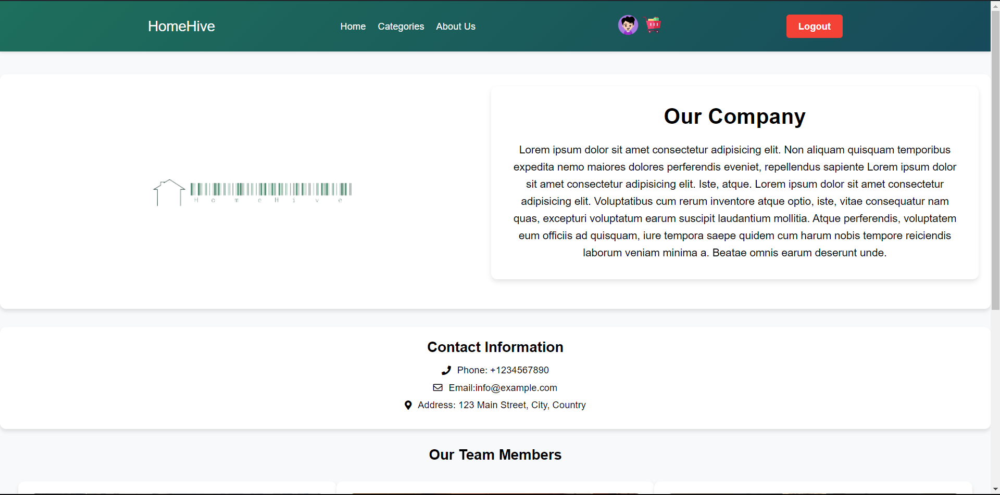 HomeHive
Home
Categories
About Us
Logout
HomeHive
Our Company
Lorem ipsum dolor sit amet consectetur adipisicing elit. Non aliquam quisquam temporibus
expedita nemo maiores dolores perferendis eveniet, repellendus sapiente Lorem ipsum dolor
sit amet consectetur adipisicing elit. Iste, atque. Lorem ipsum dolor sit amet consectetur
adipisicing elit. Voluptatibus cum rerum inventore atque optio, iste, vitae consequatur nam
quas, excepturi voluptatum earum suscipit laudantium mollitia. Atque perferendis, voluptatem
eum officiis ad quisquam, iure tempora saepe quidem cum harum nobis tempore reiciendis
laborum veniam minima a. Beatae omnis earum deserunt unde.
Contact Information
Phone: +1234567890
Email:info@example.com
Address: 123 Main Street, City, Country
Our Team Members